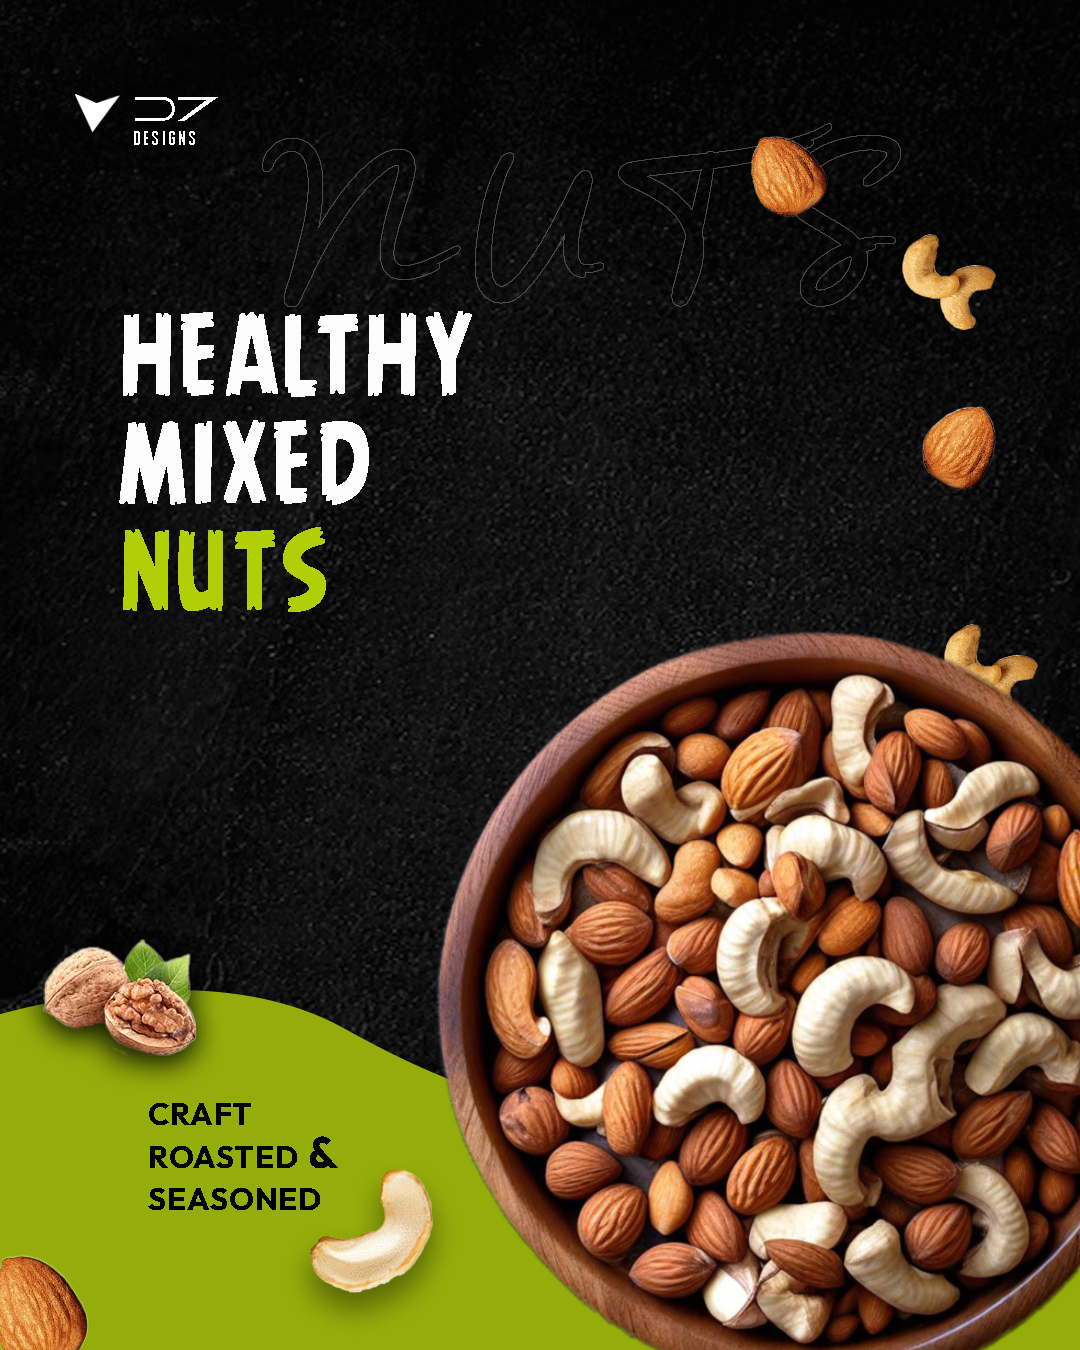 D7
DESIGNS
NUTS
HEALTHY
MIXED
NUTS
CRAFT
ROASTED &
SEASONED